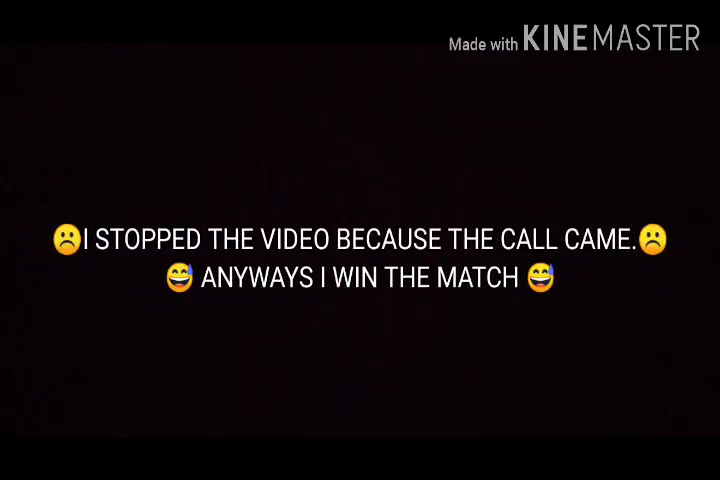 Made with KINEMASTER
☹️I STOPPED THE VIDEO BECAUSE THE CALL CAME.☹️
😅 ANYWAYS I WIN THE MATCH 😅